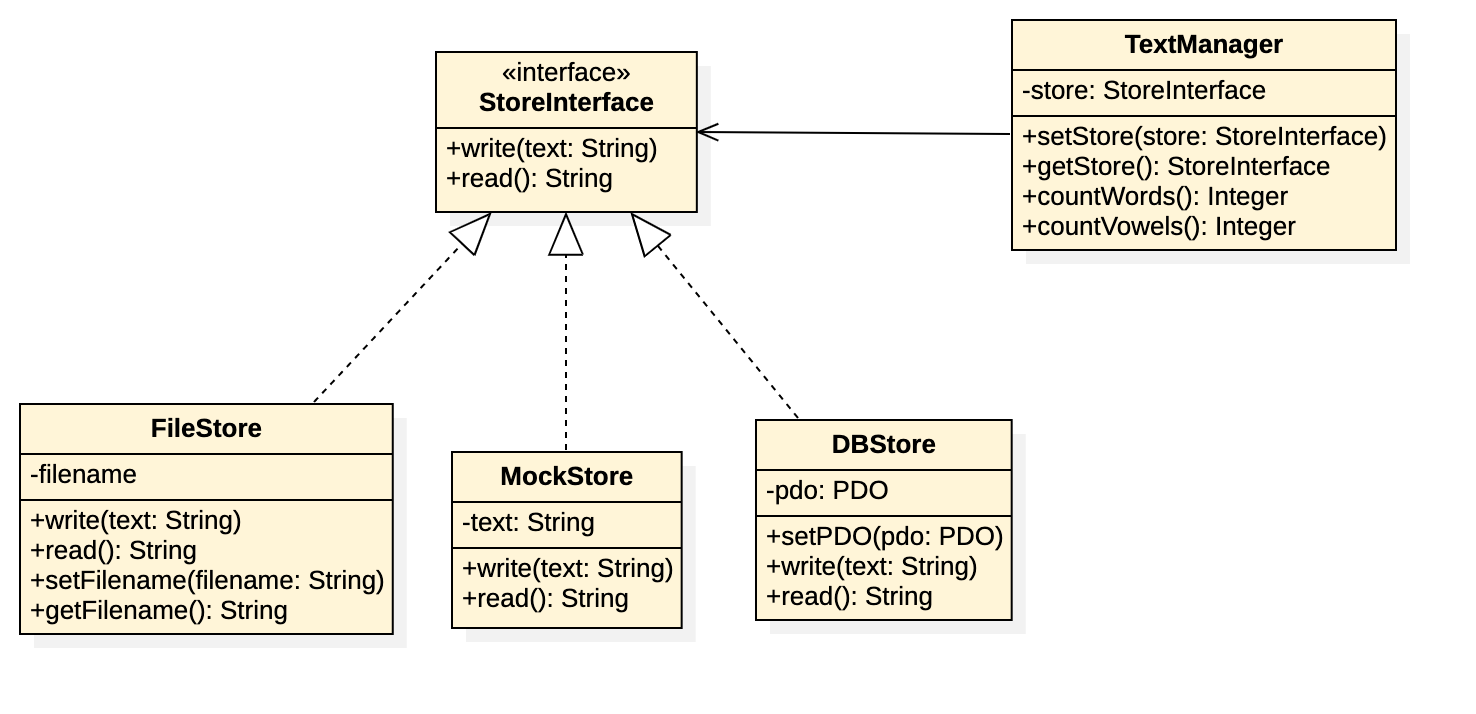 «interface»
StoreInterface
+write(text: String)
+read(): String
TextManager
-store: StoreInterface
+setStore(store: StoreInterface)
+getStore(): StoreInterface
+countWords(): Integer
+countVowels(): Integer
FileStore
-filename
+write(text: String)
+read(): String
+setFilename(filename: String)
+getFilename(): String
MockStore
-text: String
+write(text: String)
+read(): String
DBStore
-pdo: PDO
+setPDO(pdo: PDO)
+write(text: String)
+read(): String